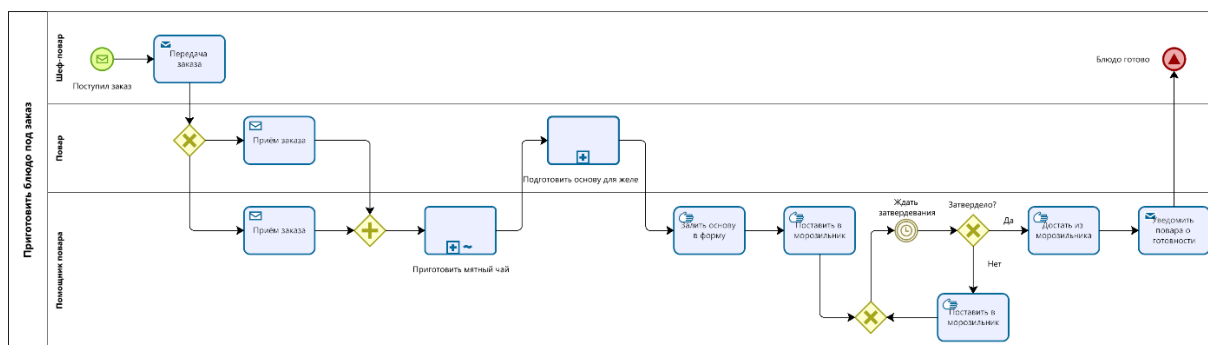 Приготовить блюдо под заказ
Шеф-повар
Поступил заказ
Передача
заказа
Блюдо готово
Повар
Приём заказа
Подготовить основу для желе
Помощник повара
Приём заказа
Приготовить мятный чай
Залить основу
в форму
Поставить в
морозильник
Ждать
затвердевания
Затвердело?
Да
Нет
Поставить в
морозильник
Достать из
морозильника
Уведомить
повара о
готовности